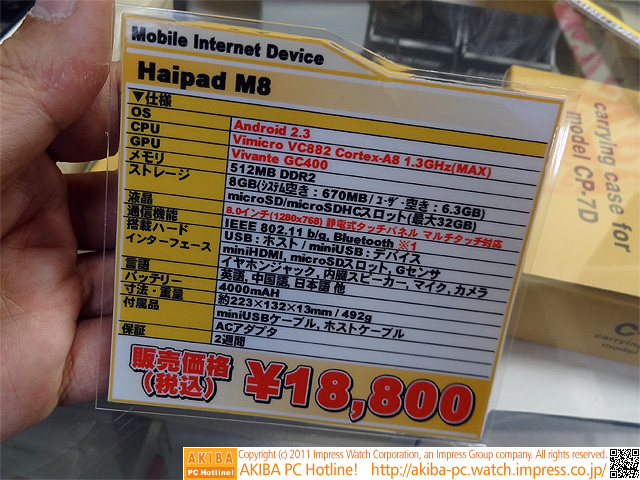 Mobile Internet Device
Haipad M8
▼仕様
OS Android 2.3
CPU Vimicro VC882 Cortex-A8 1.3GHz(MAX)
GPU Vivante GC400
メモリ 512MB DDR2
ストレージ 8GB(ｼｽﾃﾑ空き：670MB / ﾕｰｻﾞｰ空き：6.3GB)
microSD/microSDHCスロット(最大32GB)
液晶 8.0インチ(1280x768) 静電式タッチパネル マルチタッチ対応
通信機能 IEEE 802.11 b/g, Bluetooth ※1
搭載ハード USB：ホスト / miniUSB：デバイス
インターフェース miniHDMI, microSDスロット, Gセンサ
イヤホンジャック, 内臓スピーカー, マイク, カメラ
言語 英語, 中国語, 日本語 他
バッテリー 4000mAH
寸法・重量 約223×132×13mm / 492g
付属品 miniUSBケーブル, ホストケーブル
ACアダプタ
保証 2週間
販売価格
(税込) ¥18,800
carrying case for
model CP-7D
carrying
mode
AKIBA
PC Hotline!
Copyright (c) 2011 Impress Watch Corporation, an Impress Group company. All rights reserved.
AKIBA PC Hotline! http://akiba-pc.watch.impress.co.jp/